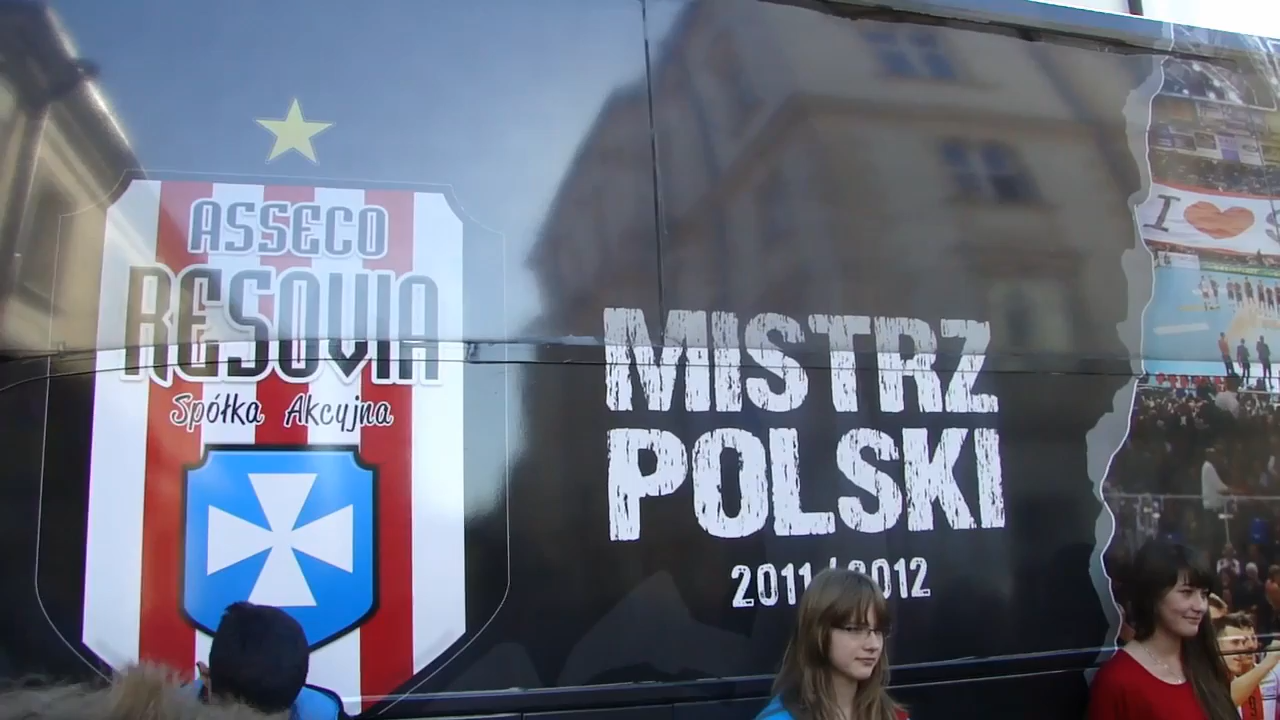 ASSECO
RESOVIA
Spółka Akcyjna
MISTRZ
POLSKI
2011/2012
I